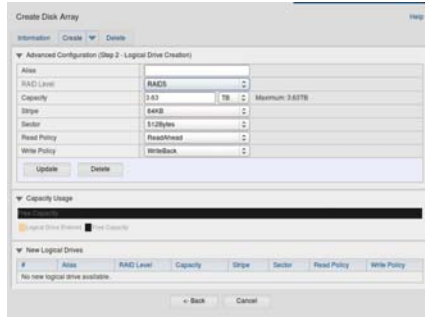 Create Disk Array
Help
Information Create Delete
Advanced Configuration (Step 2 - Logical Drive Creation)
Alias
RAID Level RAID5
Capacity 3.63 TB Maximum: 3.63TB
Stripe 64KB
Sector 512Bytes
Read Policy ReadAhead
Write Policy WriteBack
Update Delete
Capacity Usage
Free Capacity
Logical Drive Entered Free Capacity
New Logical Drives
# Alias RAID Level Capacity Stripe Sector Read Policy Write Policy
No new logical drive available.
<- Back Cancel